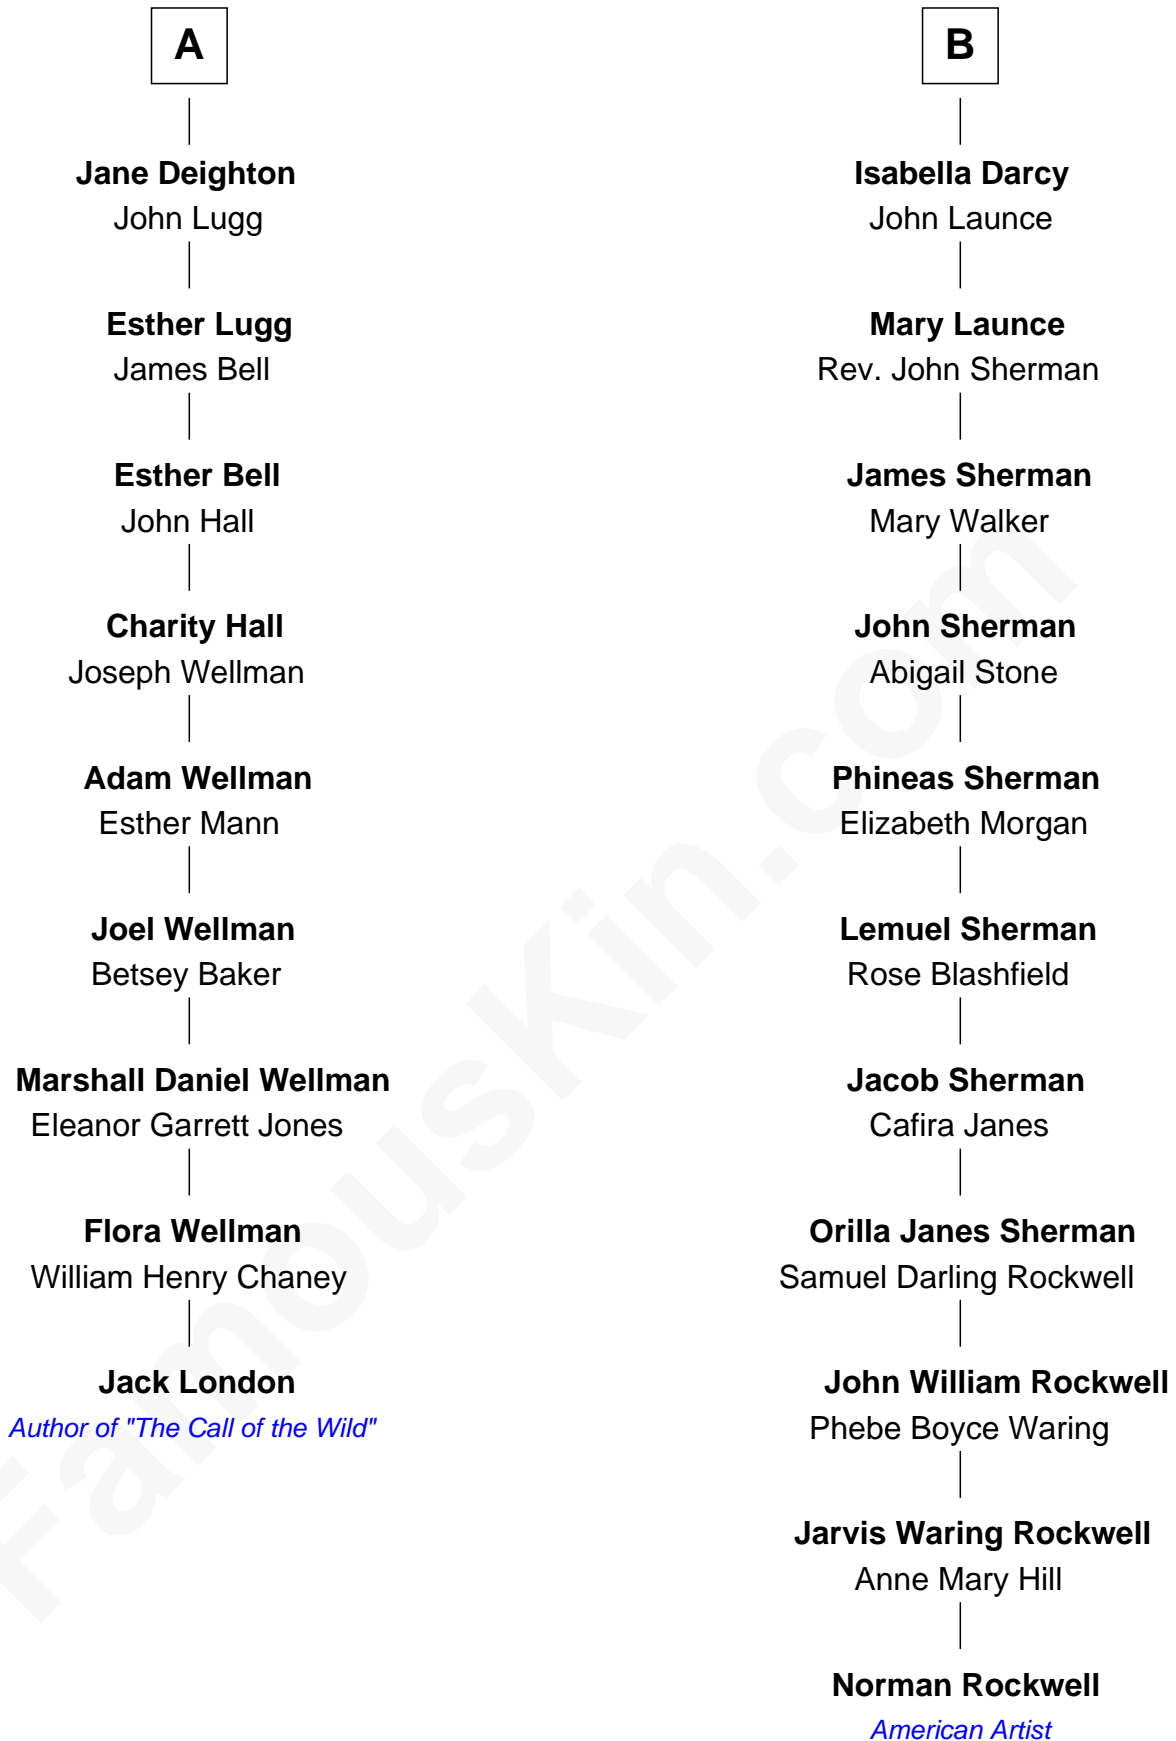 A
Jane Deighton
John Lugg
Esther Lugg
James Bell
Esther Bell
John Hall
Charity Hall
Joseph Wellman
Adam Wellman
Esther Mann
Joel Wellman
Betsey Baker
Marshall Daniel Wellman
Eleanor Garrett Jones
Flora Wellman
William Henry Chaney
Jack London
Author of "The Call of the Wild"
B
Isabella Darcy
John Launce
Mary Launce
Rev. John Sherman
James Sherman
Mary Walker
John Sherman
Abigail Stone
Phineas Sherman
Elizabeth Morgan
Lemuel Sherman
Rose Blashfield
Jacob Sherman
Cafira Janes
Orilla Janes Sherman
Samuel Darling Rockwell
John William Rockwell
Phebe Boyce Waring
Jarvis Waring Rockwell
Anne Mary Hill
Norman Rockwell
American Artist
FamousKin.com